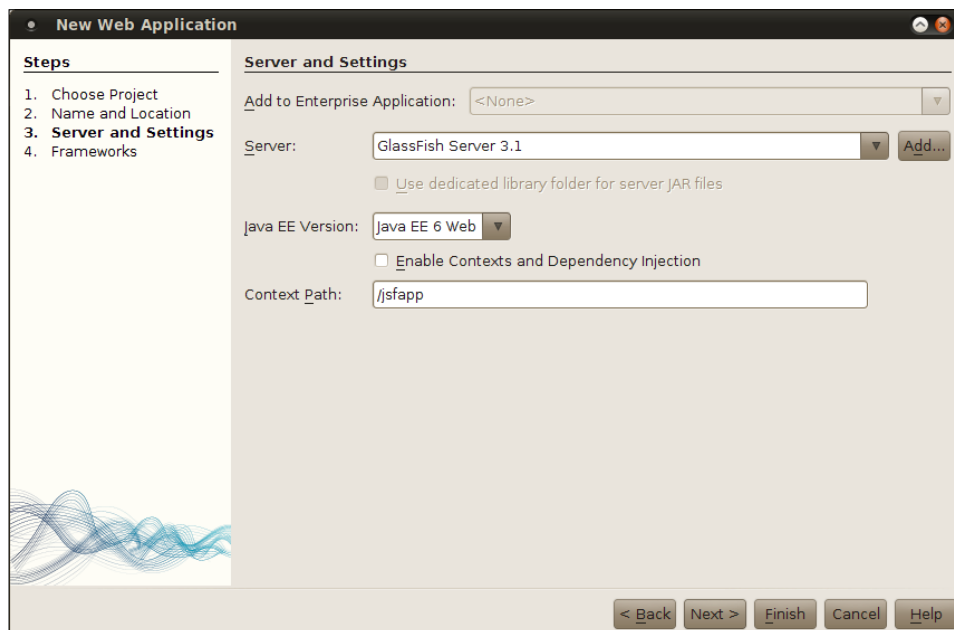 New Web Application
Steps
1. Choose Project
2. Name and Location
3. Server and Settings
4. Frameworks
Server and Settings
Add to Enterprise Application: <None>
Server: GlassFish Server 3.1 Add...
Use dedicated library folder for server JAR files
Java EE Version: Java EE 6 Web
Enable Contexts and Dependency Injection
Context Path: /jsfapp
< Back Next > Finish Cancel Help